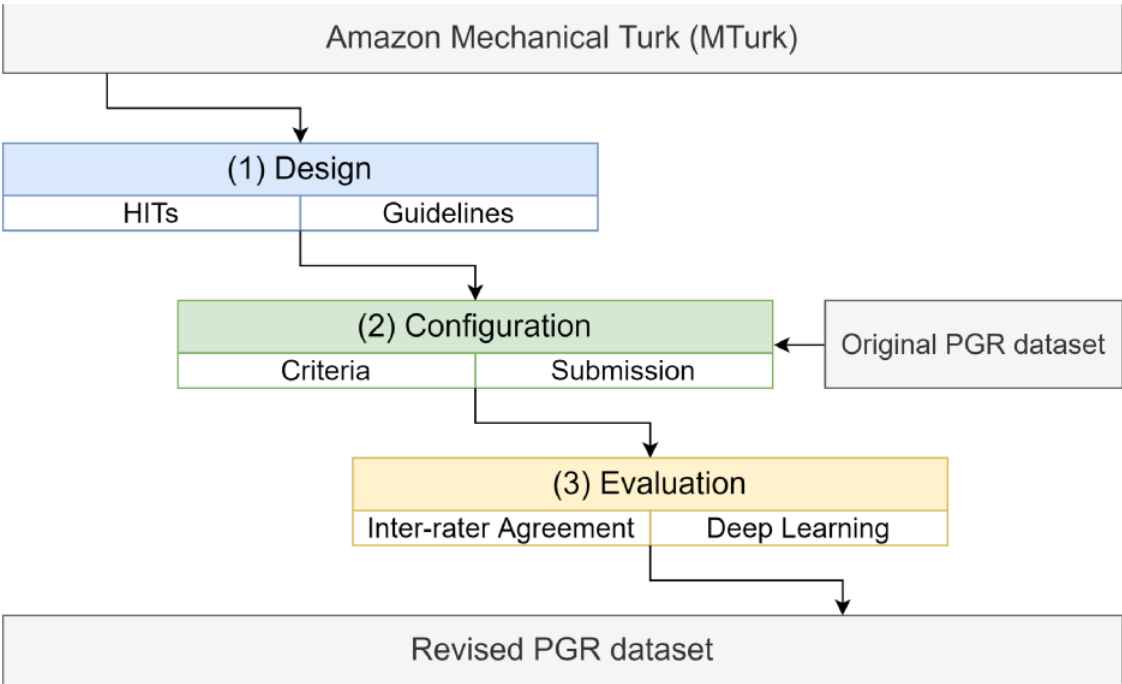 Amazon Mechanical Turk (MTurk)
(1) Design
HITs Guidelines
(2) Configuration
Criteria Submission
Original PGR dataset
(3) Evaluation
Inter-rater Agreement Deep Learning
Revised PGR dataset